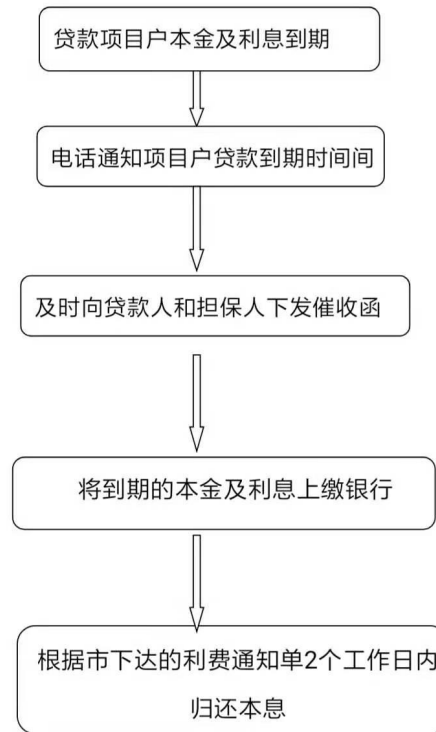 贷款项目户本金及利息到期
电话通知项目户贷款到期时间间
及时向贷款人和担保人下发催收函
将到期的本金及利息上缴银行
根据市下达的利费通知单2个工作日内
归还本息